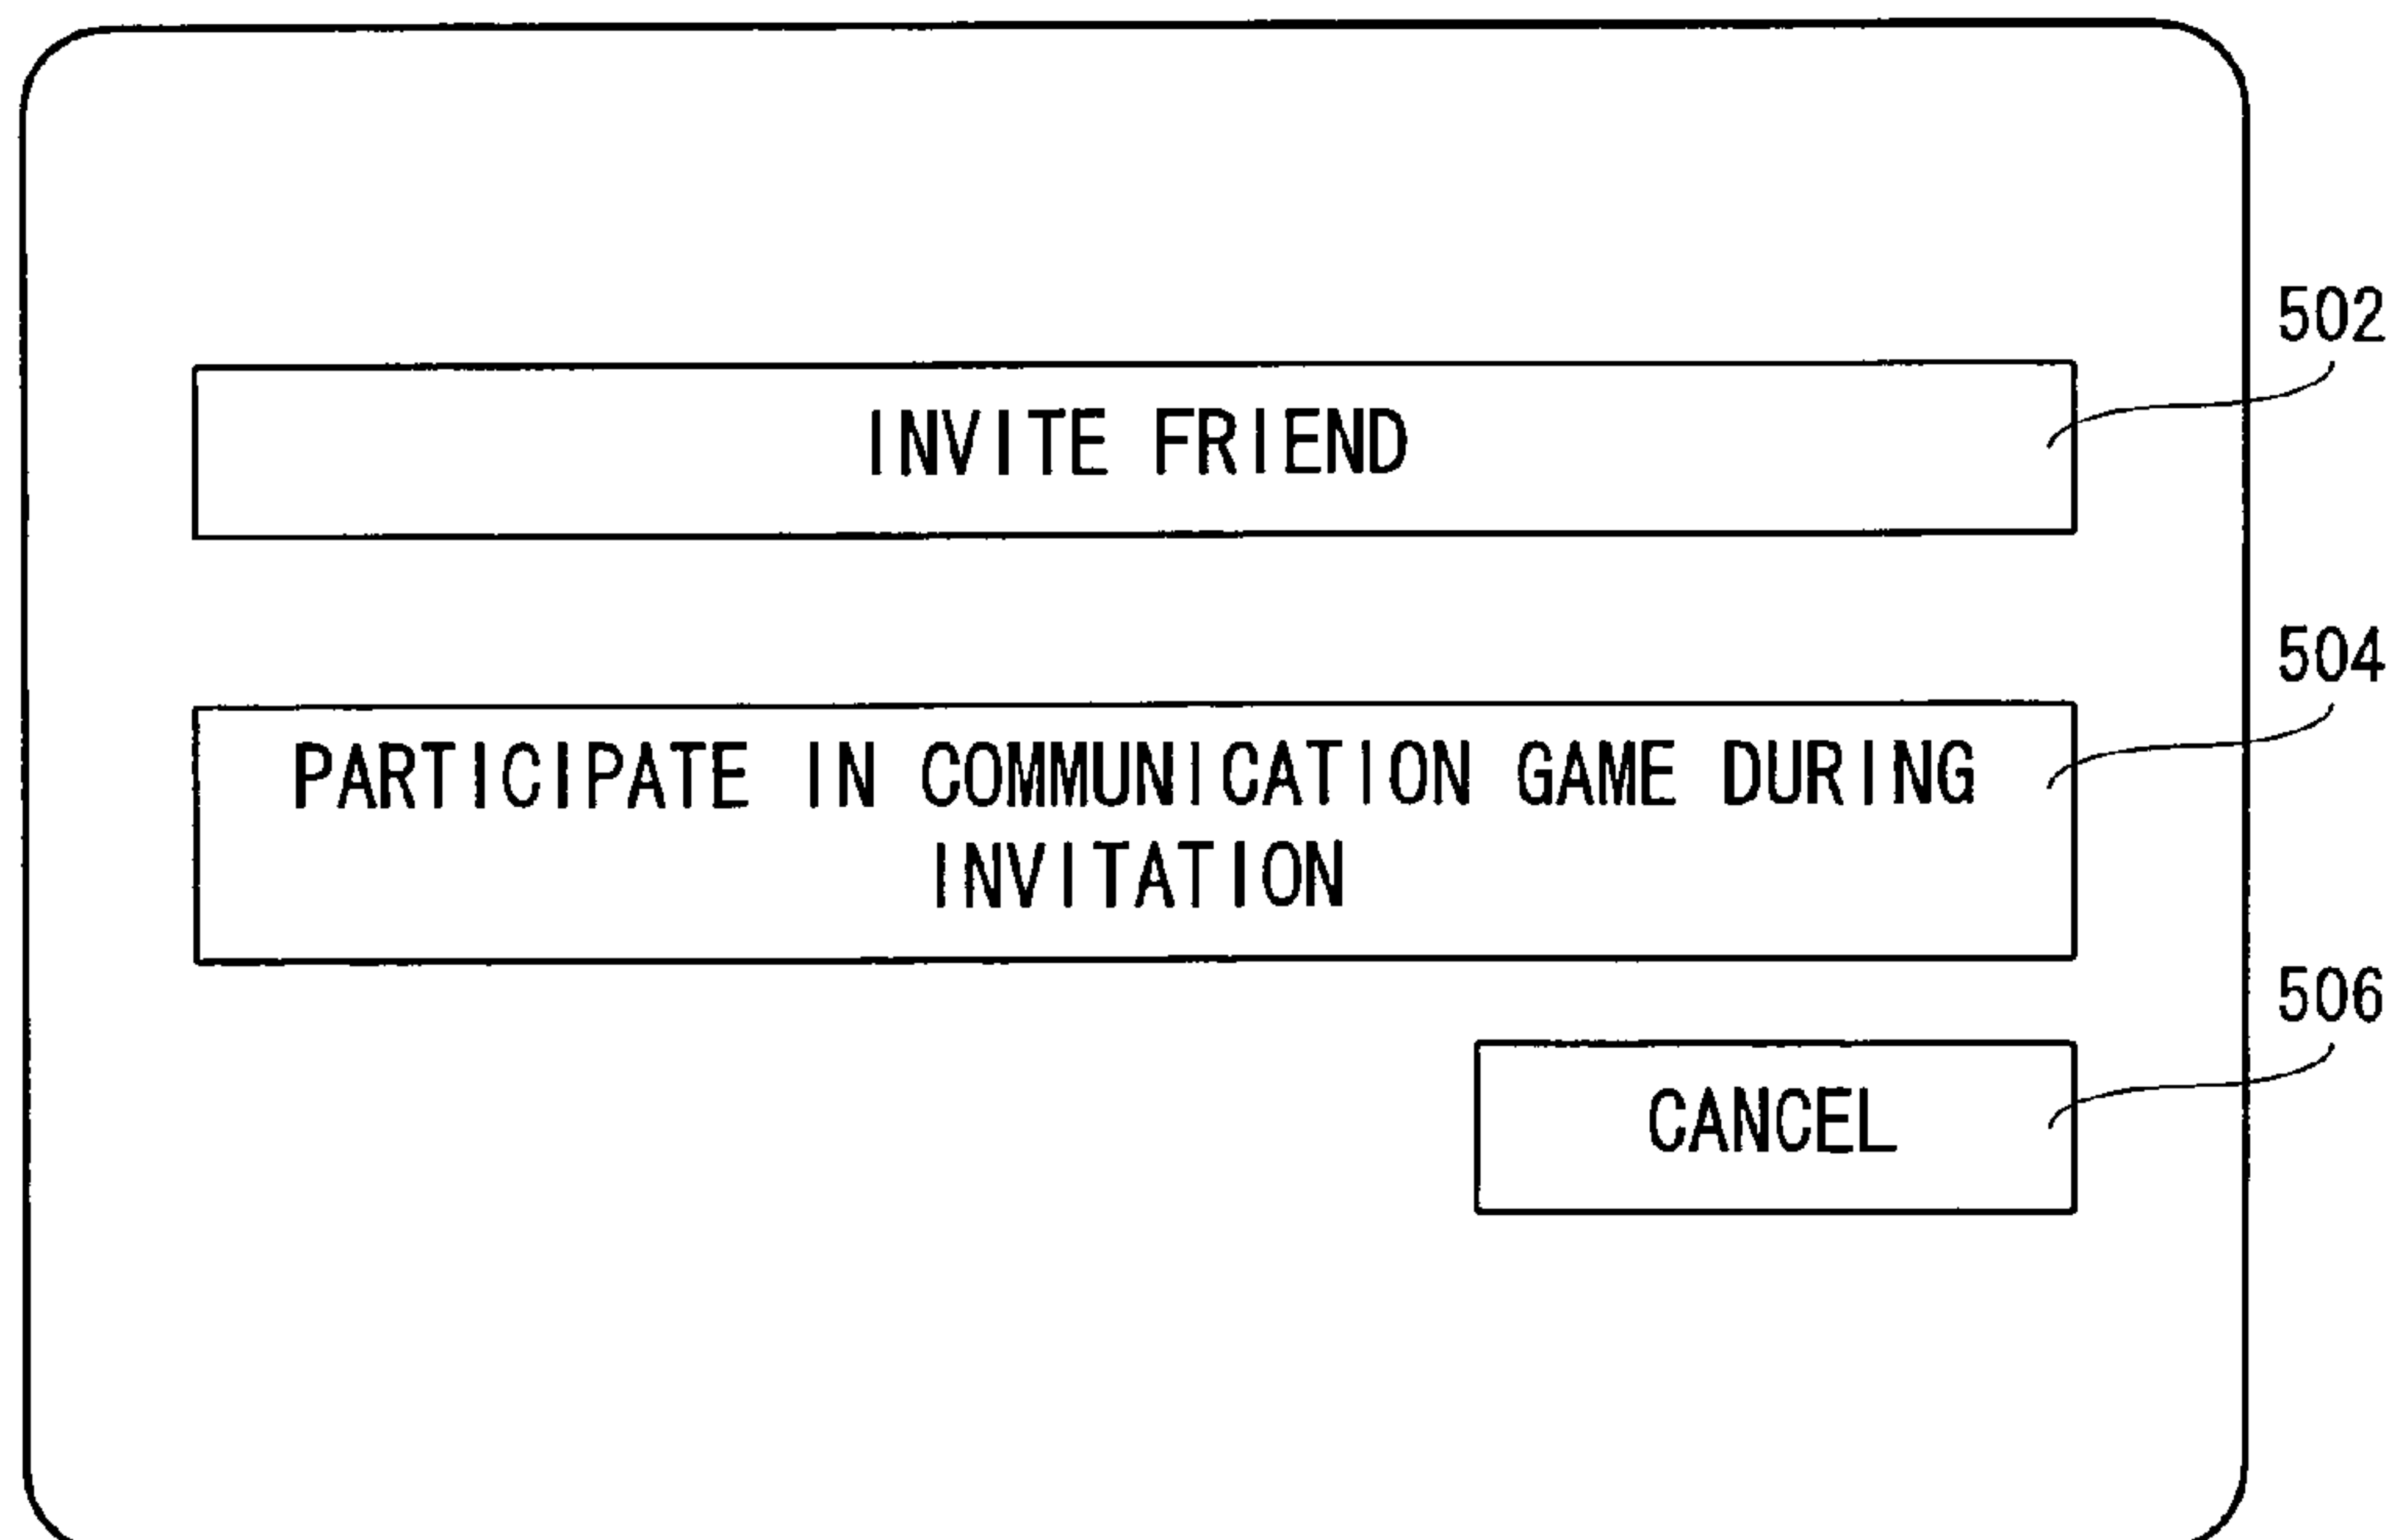 502
INVITE FRIEND
504
PARTICIPATE IN COMMUNICATION GAME DURING
INVITATION
506
CANCEL